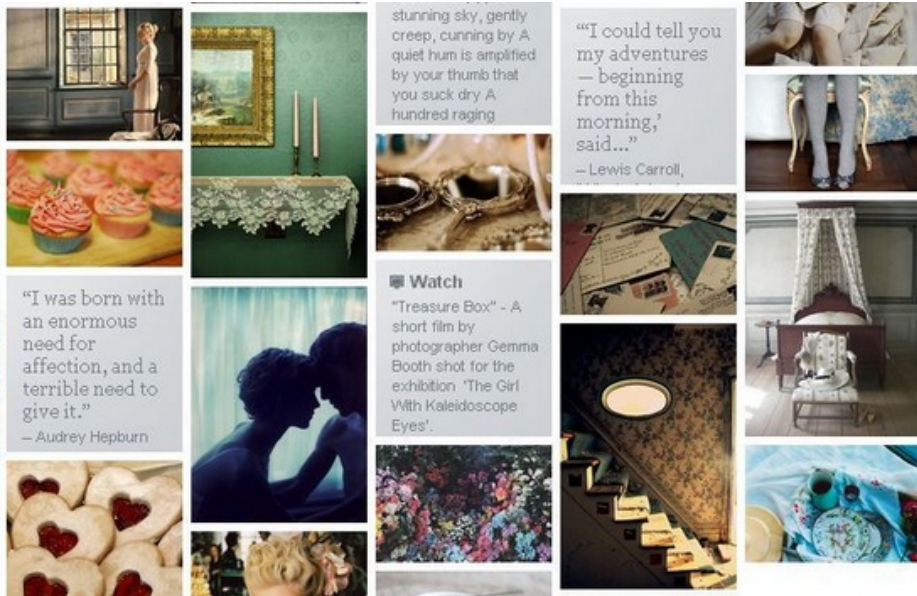 “I was born with
an enormous
need for
affection, and a
terrible need to
give it.”
– Audrey Hepburn
stunning sky, gently
creep, cunning by A
quiet hum is amplified
by your thumb that
you suck dry A
hundred raging
Watch
"Treasure Box" - A
short film by
photographer Gemma
Booth shot for the
exhibition 'The Girl
With Kaleidoscope
Eyes'.
“‘I could tell you
my adventures
— beginning
from this
morning,’
said...”
– Lewis Carroll,